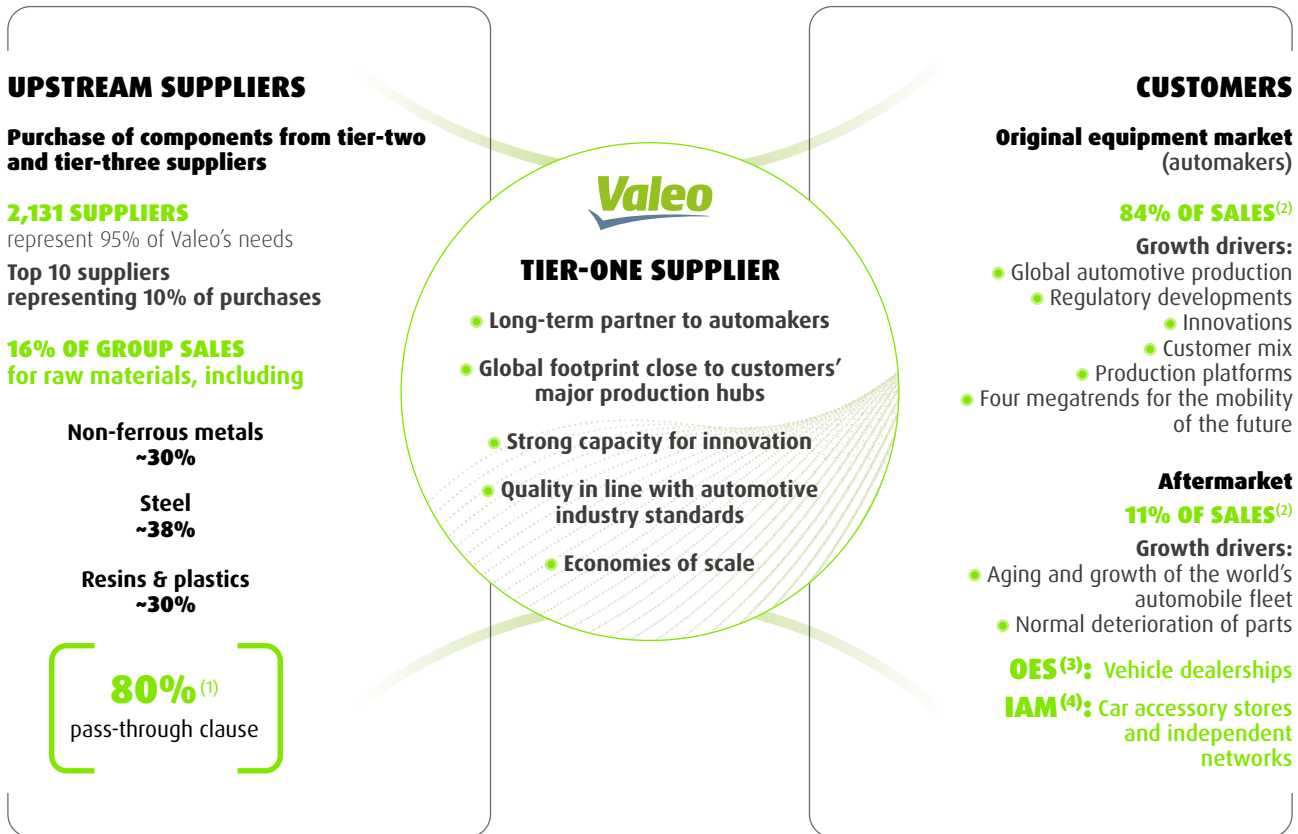 UPSTREAM SUPPLIERS
Purchase of components from tier-two
and tier-three suppliers
2,131 SUPPLIERS
represent 95% of Valeo's needs
Top 10 suppliers
representing 10% of purchases
16% OF GROUP SALES
for raw materials, including
Non-ferrous metals
~30%
Steel
~38%
Resins & plastics
~30%
80% (1)
pass-through clause
Valeo
TIER-ONE SUPPLIER
Long-term partner to automakers
Global footprint close to customers'
major production hubs
Strong capacity for innovation
Quality in line with automotive
industry standards
Economies of scale
CUSTOMERS
Original equipment market
(automakers)
84% OF SALES(2)
Growth drivers:
Global automotive production
Regulatory developments
Innovations
Customer mix
Production platforms
Four megatrends for the mobility
of the future
Aftermarket
11% OF SALES(2)
Growth drivers:
Aging and growth of the world's
automobile fleet
Normal deterioration of parts
OES (3): Vehicle dealerships
IAM (4): Car accessory stores
and independent
networks